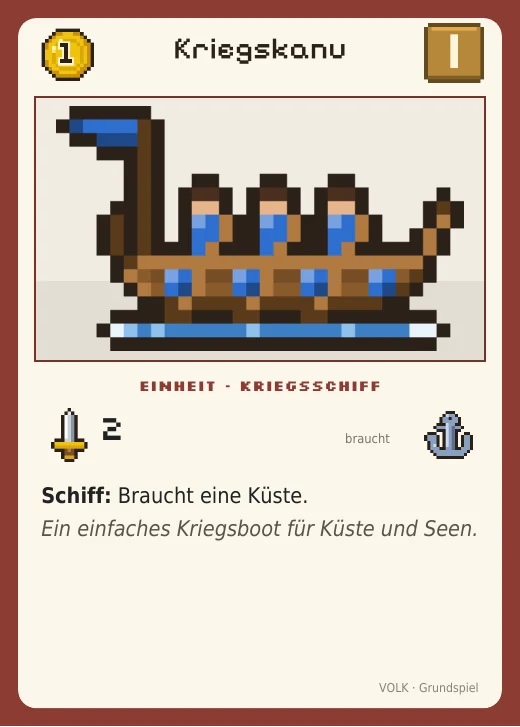 1
Kriegskanu
I
EINHEIT · KRIEGSSCHIFF
2
braucht
1
Schiff: Braucht eine Küste.
Ein einfaches Kriegsboot für Küste und Seen.
VOLK · Grundspiel